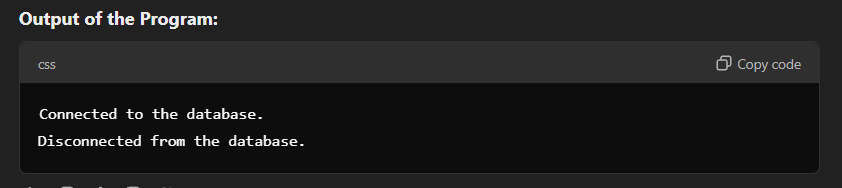 Output of the Program:
css
Copy code
Connected to the database.
Disconnected from the database.